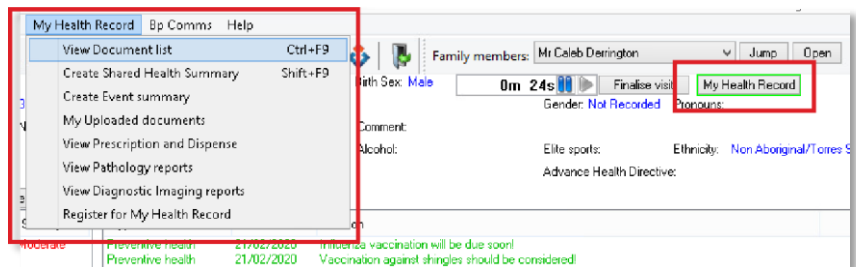 My Health Record Bp Comms Help
View Document list Ctrl+F9
Create Shared Health Summary Shift+F9
Create Event summary
My Uploaded documents
View Prescription and Dispense
View Pathology reports
View Diagnostic Imaging reports
Register for My Health Record
Family members: Mr Caleb Derrington Jump Open
Birth Sex: Male 0m 24s Finalise visit My Health Record
Gender: Not Recorded Pronouns:
Comment:
Alcohol: Elite sports: Ethnicity: Non Aboriginal/Torres S
Advance Health Directive:
Moderate Preventive health 21/02/2020 Influenza vaccination will be due soon!
Preventive health 21/02/2020 Vaccination against shingles should be considered!